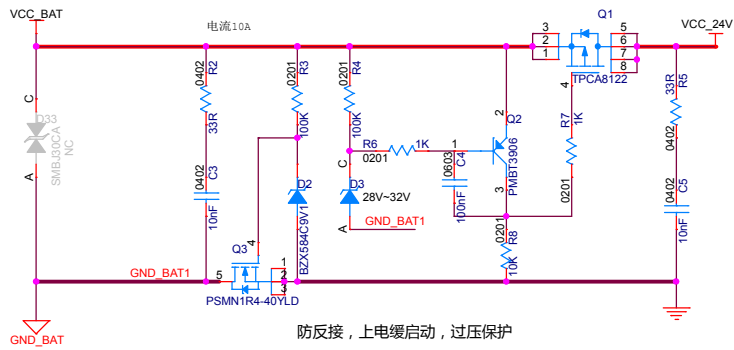 VCC_BAT
电流10A
Q1
VCC_24V
3
2
1
5
6
7
8
TPCA8122
4
0402
R2
33R
0201
R3
100K
0201
R4
100K
C
D33
SMBJ30CA
NC
A
R6
0201
1K
1
2
Q2
PMBT3906
3
R7
1K
0201
33R
R5
0402
0402
C3
10nF
D2
BZX584C9V1
C
D3
A
28V~32V
GND_BAT1
0603
C4
100nF
0201
R8
10K
0402
C5
10nF
Q3
4
GND_BAT1
5
1
2
3
PSMN1R4-40YLD
GND_BAT
防反接，上电缓启动，过压保护